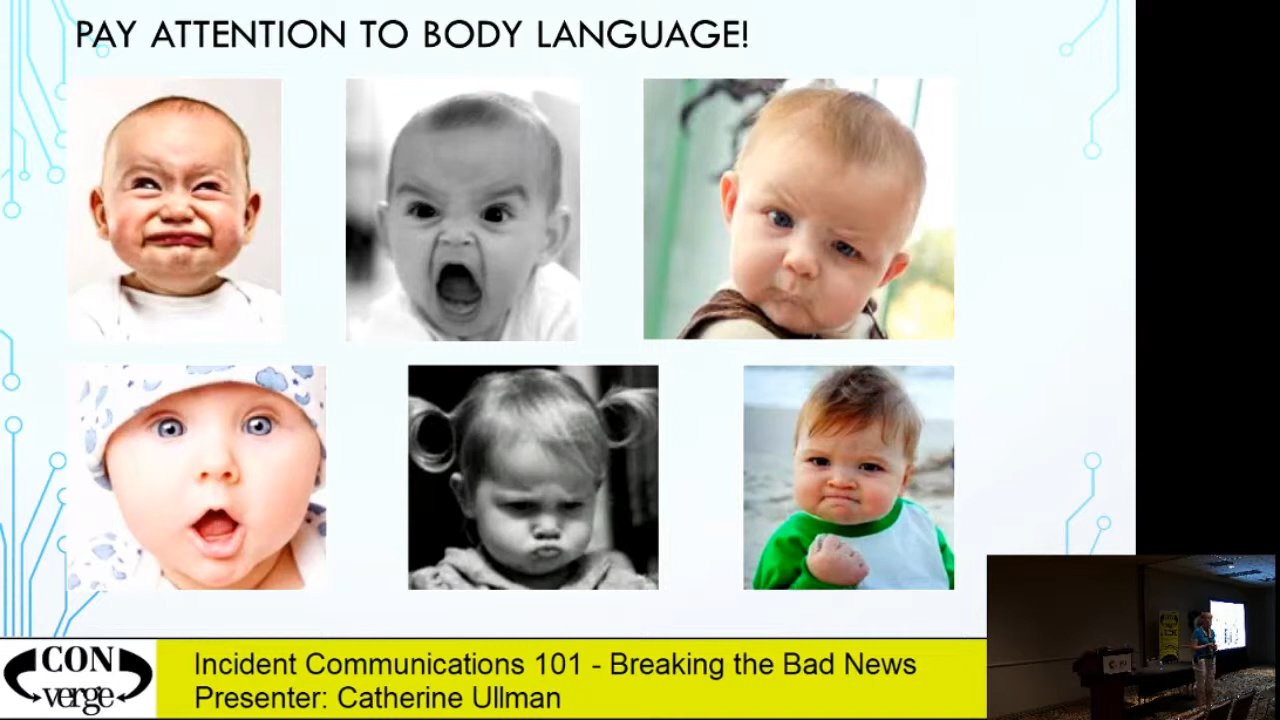 PAY ATTENTION TO BODY LANGUAGE!
CON
verge
Incident Communications 101 - Breaking the Bad News
Presenter: Catherine Ullman